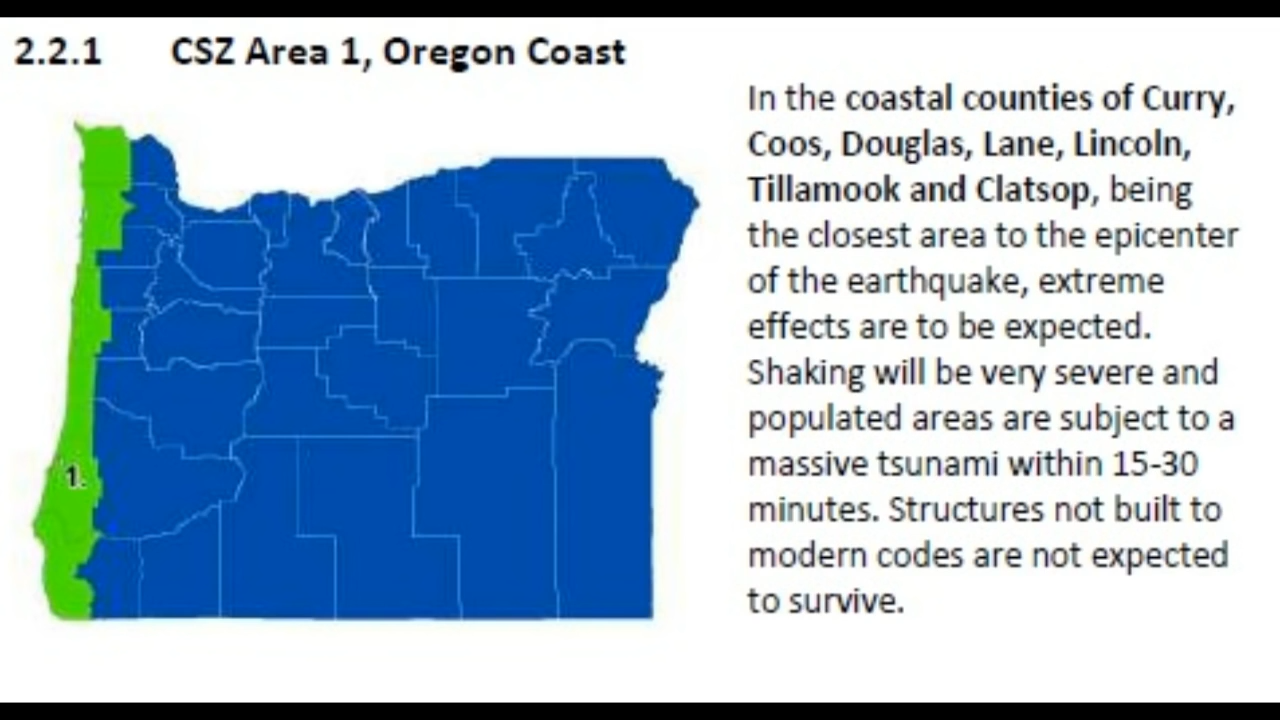 2.2.1 CSZ Area 1, Oregon Coast
In the coastal counties of Curry,
Coos, Douglas, Lane, Lincoln,
Tillamook and Clatsop, being
the closest area to the epicenter
of the earthquake, extreme
effects are to be expected.
Shaking will be very severe and
populated areas are subject to a
massive tsunami within 15-30
minutes. Structures not built to
modern codes are not expected
to survive.
1.